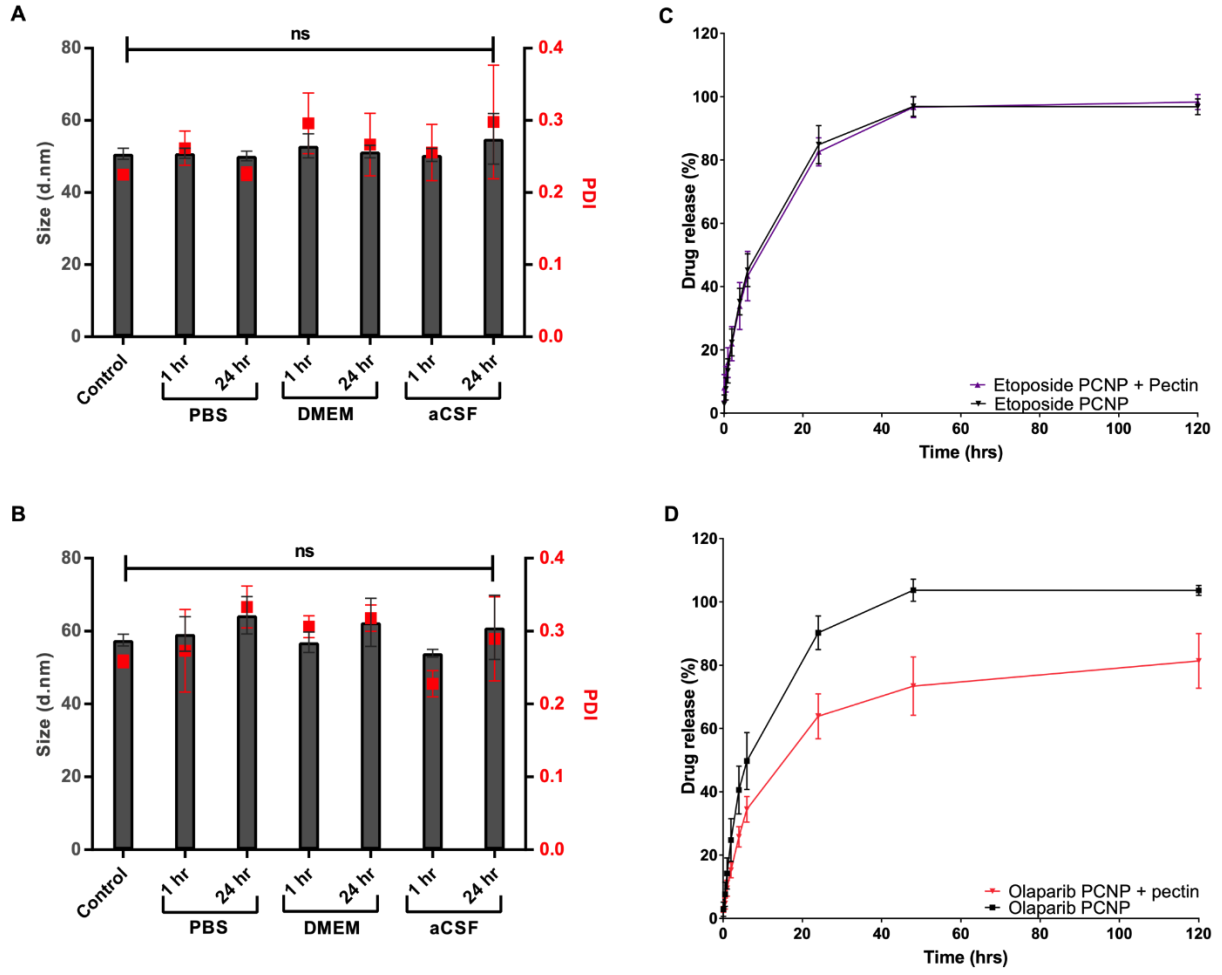 A
ns
80
60
40
20
0
Size (d.nm)
0.4
0.3
0.2
0.1
0.0
PDI
Control
1 hr
24 hr
1 hr
24 hr
1 hr
24 hr
PBS
DMEM
aCSF
C
120
100
80
60
40
20
0
Drug release (%)
Etoposide PCNP + Pectin
Etoposide PCNP
0
20
40
60
80
100
120
Time (hrs)
B
ns
80
60
40
20
0
Size (d.nm)
0.4
0.3
0.2
0.1
0.0
PDI
Control
1 hr
24 hr
1 hr
24 hr
1 hr
24 hr
PBS
DMEM
aCSF
D
120
100
80
60
40
20
0
Drug release (%)
Olaparib PCNP + pectin
Olaparib PCNP
0
20
40
60
80
100
120
Time (hrs)